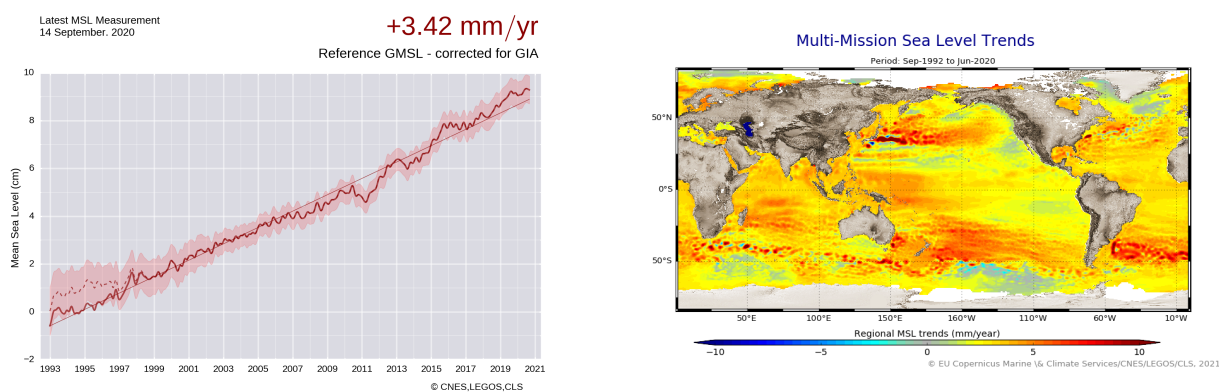 Latest MSL Measurement
14 September. 2020
+3.42 mm/yr
Reference GMSL - corrected for GIA
Mean Sea Level (cm)
10
8
6
4
2
0
−2
1993 1995 1997 1999 2001 2003 2005 2007 2009 2011 2013 2015 2017 2019 2021
© CNES,LEGOS,CLS
Multi-Mission Sea Level Trends
Period: Sep-1992 to Jun-2020
50°N
0°S
50°S
50°E 100°E 150°E 160°W 110°W 60°W 10°W
Regional MSL trends (mm/year)
−10 −5 0 5 10
© EU Copernicus Marine \& Climate Services/CNES/LEGOS/CLS, 2021